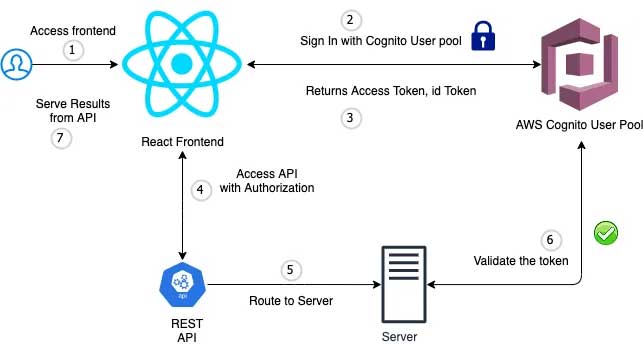 Access frontend
1
2
Sign In with Cognito User pool
Returns Access Token, id Token
3
Serve Results
from API
7
React Frontend
AWS Cognito User Pool
4
Access API
with Authorization
5
Route to Server
6
Validate the token
api
REST
API
Server